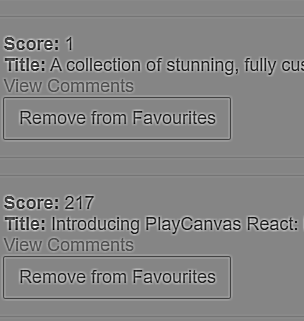 Score: 1
Title: A collection of stunning, fully
View Comments
Remove from Favourites
Score: 217
Title: Introducing PlayCanvas React:
View Comments
Remove from Favourites